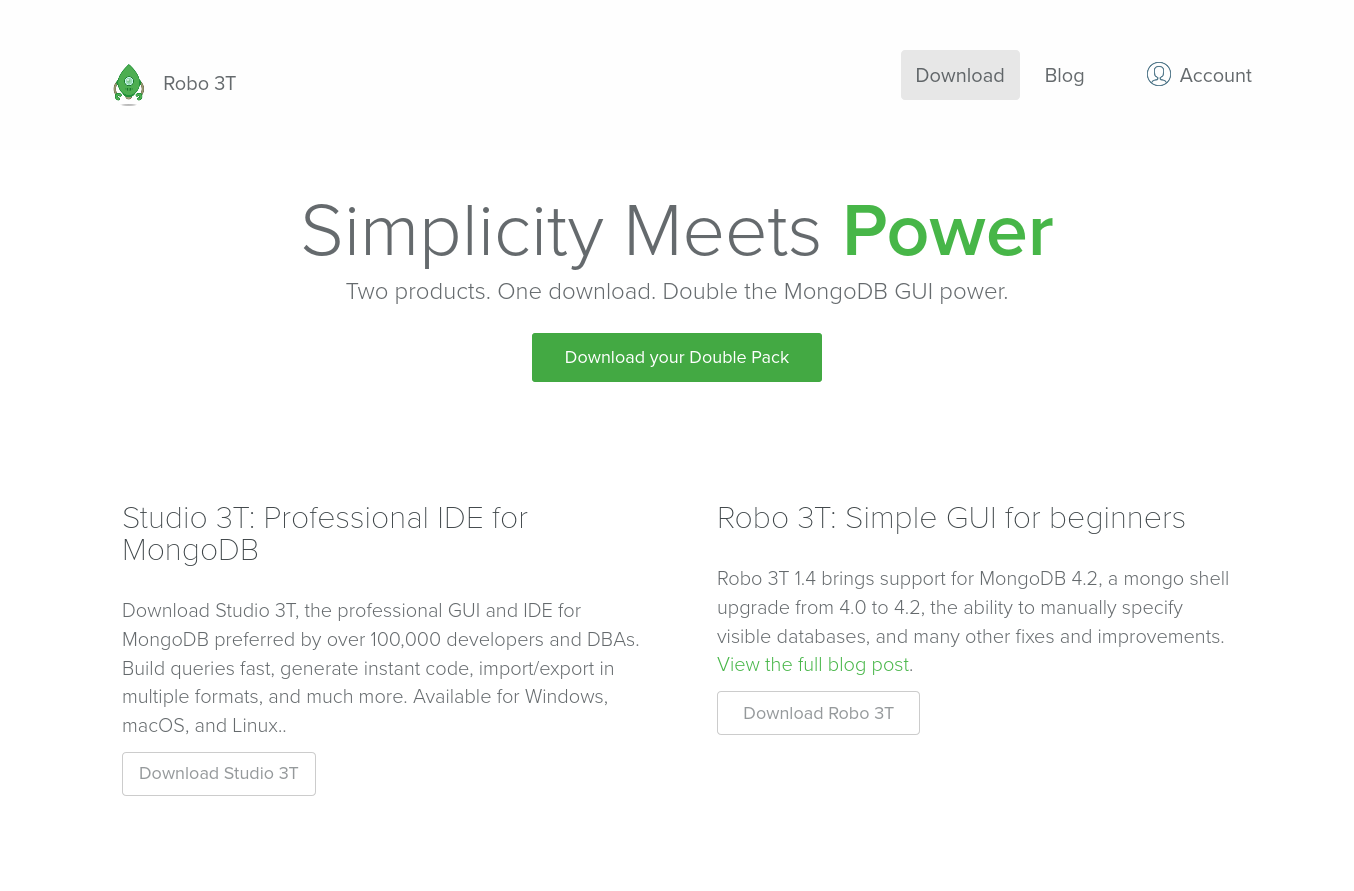 Robo 3T
Download
Blog
Account
Simplicity Meets Power
Two products. One download. Double the MongoDB GUI power.
Download your Double Pack
Studio 3T: Professional IDE for
MongoDB
Download Studio 3T, the professional GUI and IDE for
MongoDB preferred by over 100,000 developers and DBAs.
Build queries fast, generate instant code, import/export in
multiple formats, and much more. Available for Windows,
macOS, and Linux..
Download Studio 3T
Robo 3T: Simple GUI for beginners
Robo 3T 1.4 brings support for MongoDB 4.2, a mongo shell
upgrade from 4.0 to 4.2, the ability to manually specify
visible databases, and many other fixes and improvements.
View the full blog post.
Download Robo 3T